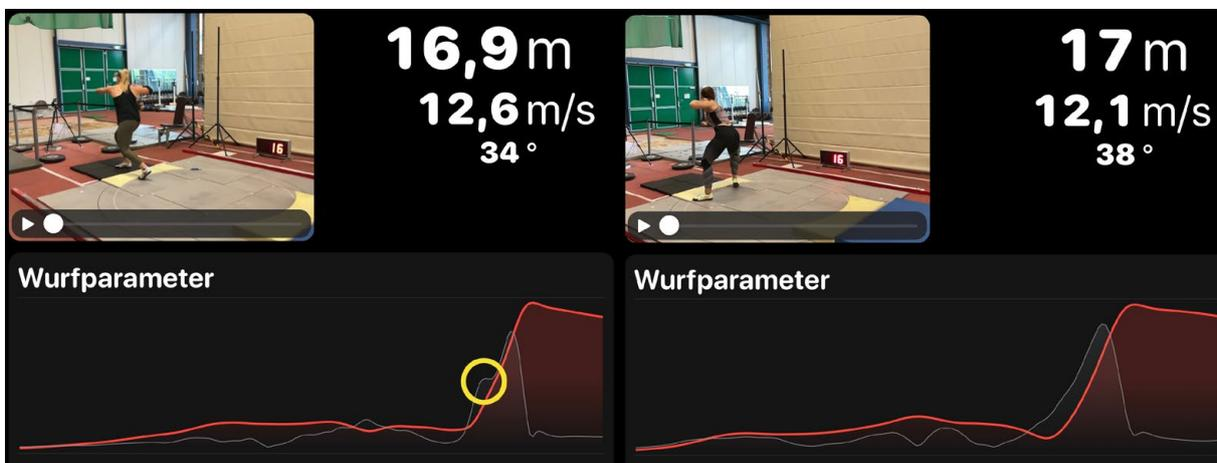 16,9 m
12,6 m/s
34 °
16
Wurfparameter
17 m
12,1 m/s
38 °
16
Wurfparameter